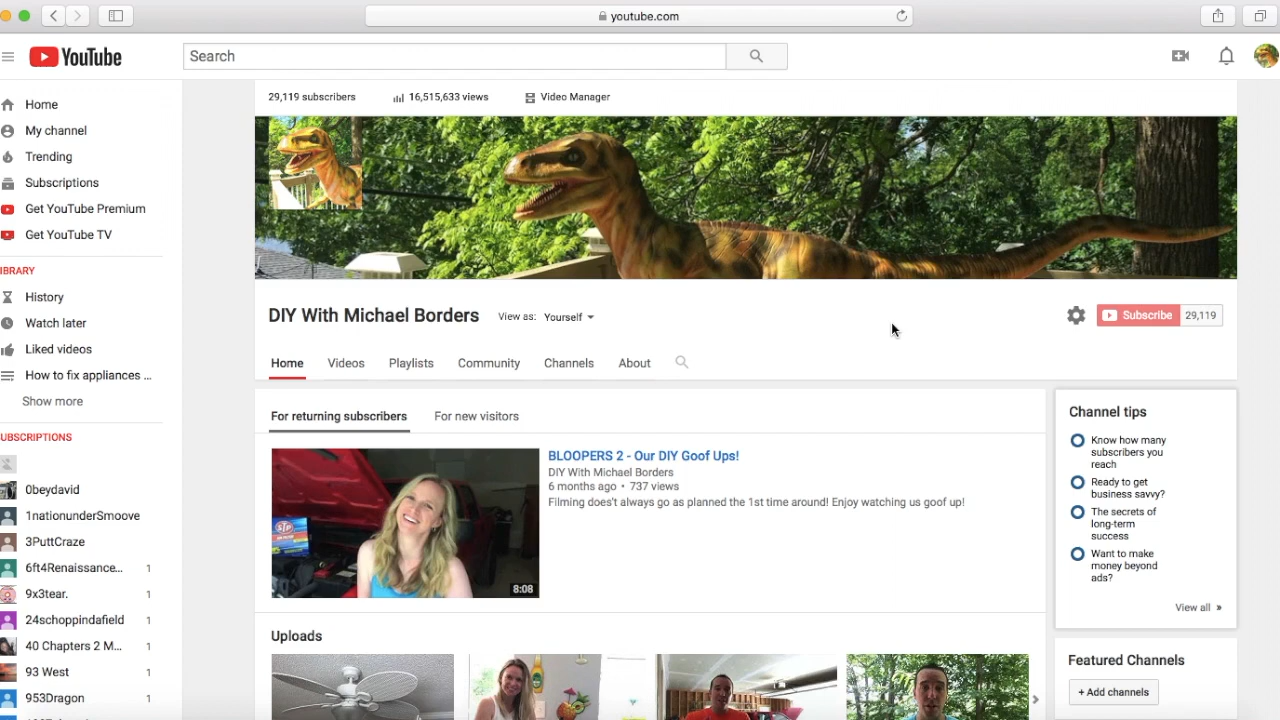 youtube.com
YouTube
Search
29,119 subscribers
16,515,633 views
Video Manager
Home
My channel
Trending
Subscriptions
Get YouTube Premium
Get YouTube TV
IBRARY
History
Watch later
Liked videos
How to fix appliances ...
Show more
UBSCRIPTIONS
0beydavid
1nationunderSmoove
3PuttCraze
6ft4Renaissance... 1
9x3tear. 1
24schoppindafield 1
40 Chapters 2 M... 1
93 West 1
953Dragon 1
DIY With Michael Borders
View as: Yourself
Subscribe 29,119
Home
Videos
Playlists
Community
Channels
About
For returning subscribers
For new visitors
STP
BLOOPERS 2 - Our DIY Goof Ups!
DIY With Michael Borders
6 months ago • 737 views
Filming does't always go as planned the 1st time around! Enjoy watching us goof up!
8:08
Uploads
Channel tips
Know how many
subscribers you
reach
Ready to get
business savvy?
The secrets of
long-term
success
Want to make
money beyond
ads?
View all »
Featured Channels
+ Add channels